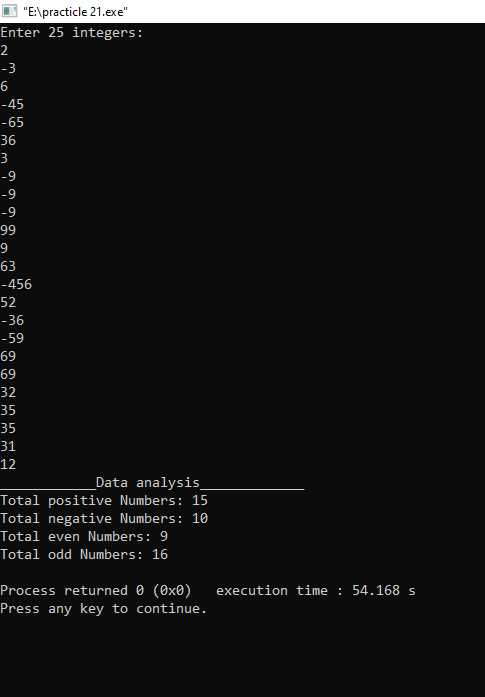 "E:\practicle 21.exe"
Enter 25 integers:
2
-3
6
-45
-65
36
3
-9
-9
-9
99
9
63
-456
52
-36
-59
69
69
32
35
35
31
12
____________Data analysis_____________
Total positive Numbers: 15
Total negative Numbers: 10
Total even Numbers: 9
Total odd Numbers: 16
Process returned 0 (0x0)   execution time : 54.168 s
Press any key to continue.